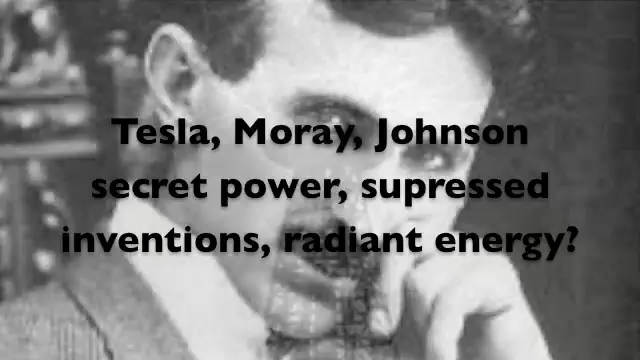 Tesla, Moray, Johnson
secret power, supressed
inventions, radiant energy?